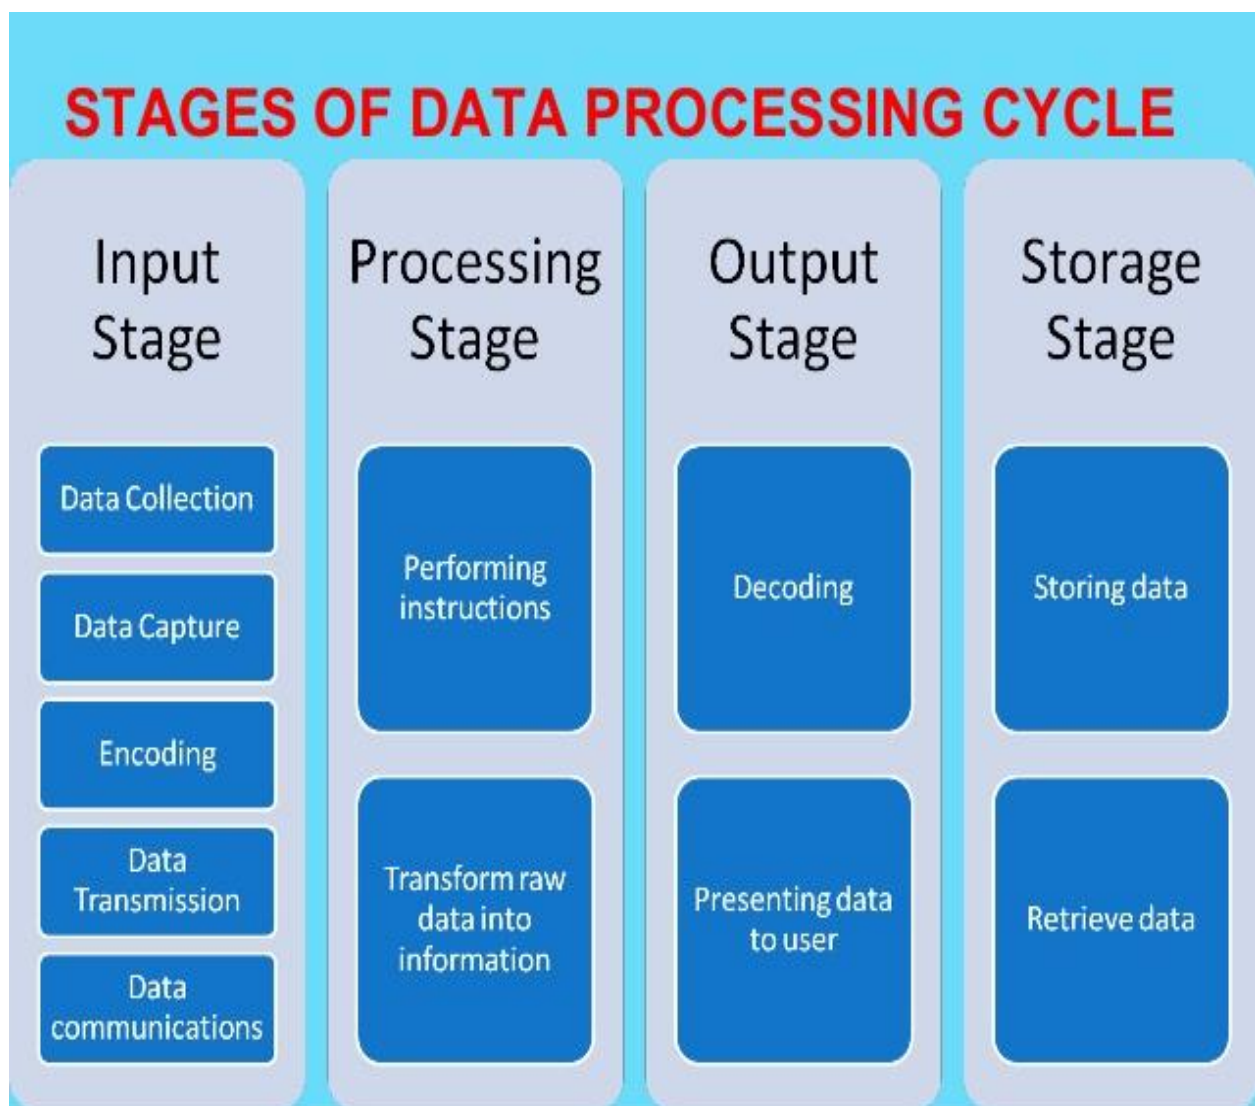 STAGES OF DATA PROCESSING CYCLE
Input
Stage
Data Collection
Data Capture
Encoding
Data
Transmission
Data
communications
Processing
Stage
Performing
instructions
Transform raw
data into
information
Output
Stage
Decoding
Presenting data
to user
Storage
Stage
Storing data
Retrieve data